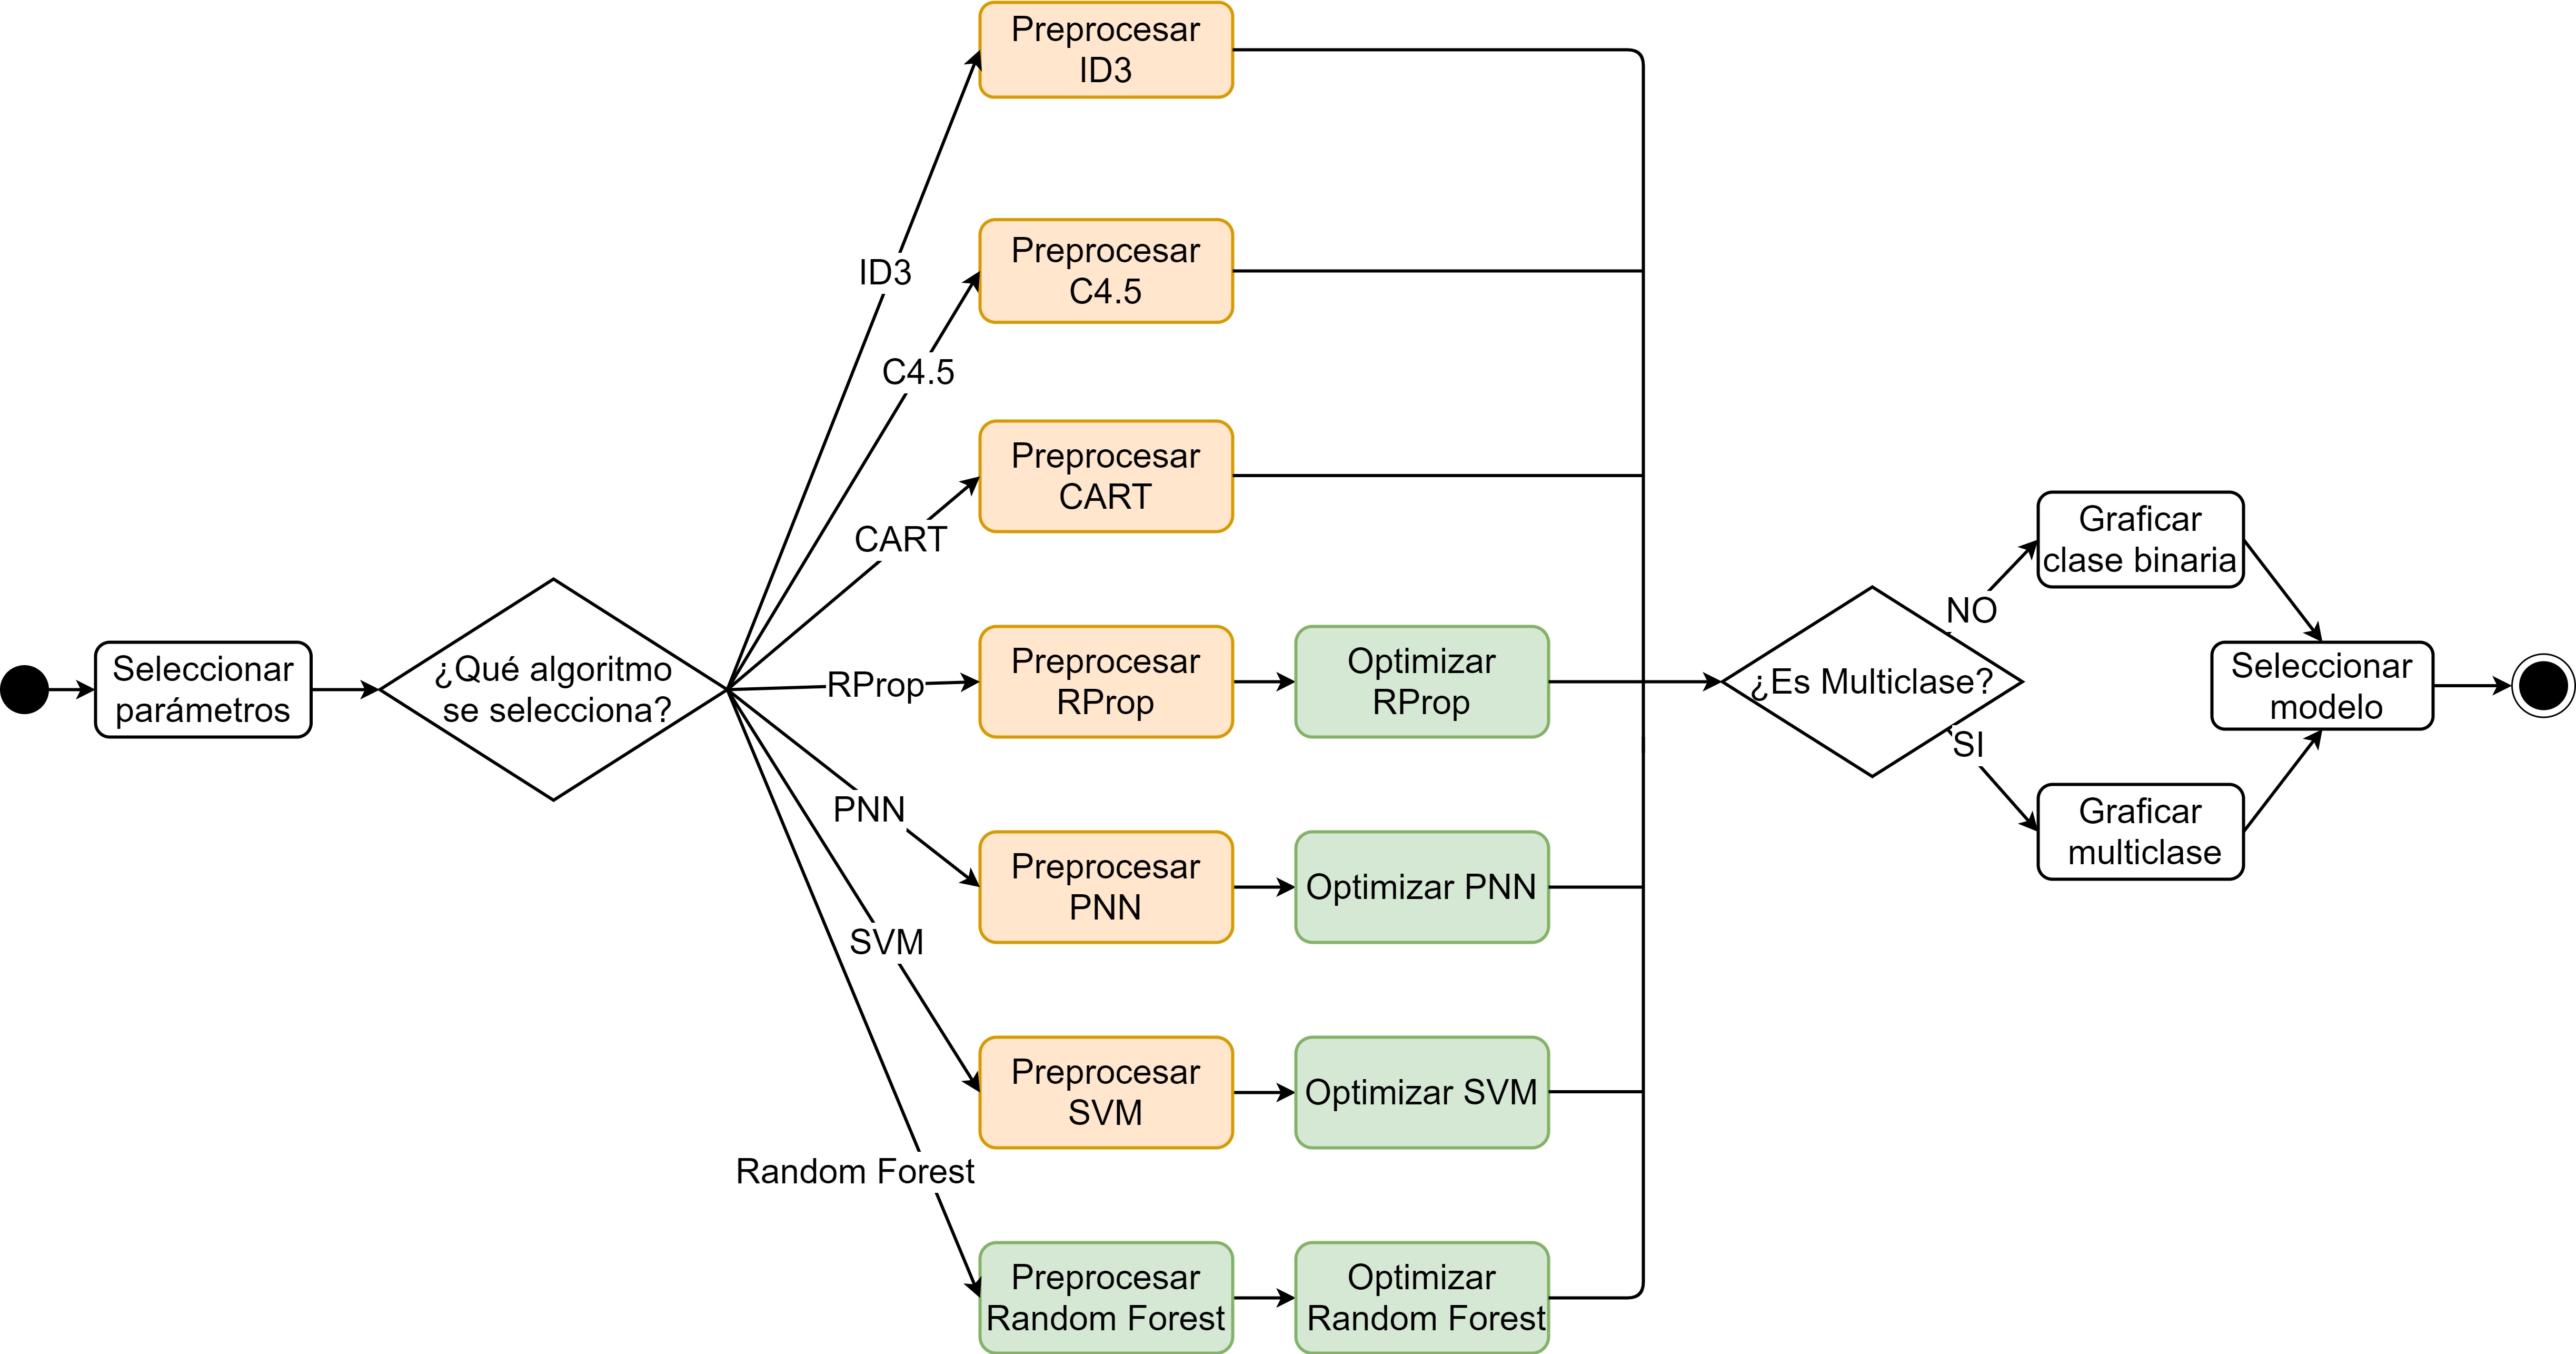 Seleccionar
parámetros
¿Qué algoritmo
se selecciona?
ID3
C4.5
CART
RProp
PNN
SVM
Random Forest
Preprocesar
ID3
Preprocesar
C4.5
Preprocesar
CART
Preprocesar
RProp
Optimizar
RProp
Preprocesar
PNN
Optimizar PNN
Preprocesar
SVM
Optimizar SVM
Preprocesar
Random Forest
Optimizar
Random Forest
¿Es Multiclase?
NO
SI
Graficar
clase binaria
Graficar
multiclase
Seleccionar
modelo